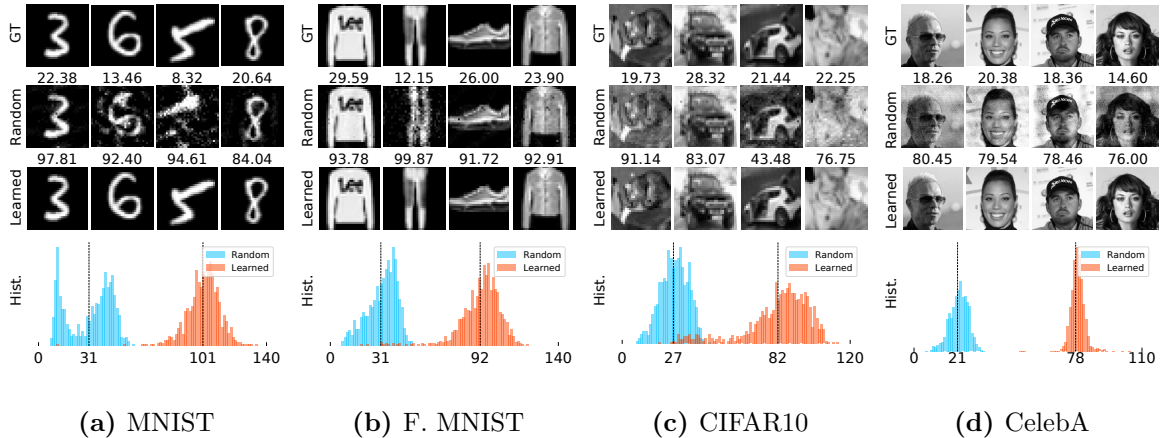 GT
22.38 13.46 8.32 20.64
Random
97.81 92.40 94.61 84.04
Learned
Hist.
Random
Learned
0 31 101 140
(a) MNIST
GT
Lee
29.59 12.15 26.00 23.90
Random
93.78 99.87 91.72 92.91
Learned
Hist.
Random
Learned
0 31 92 140
(b) F. MNIST
GT
19.73 28.32 21.44 22.25
Random
91.14 83.07 43.48 76.75
Learned
Hist.
Random
Learned
0 27 82 120
(c) CIFAR10
GT
18.26 20.38 18.36 14.60
Random
80.45 79.54 78.46 76.00
Learned
Hist.
Random
Learned
0 21 78 110
(d) CelebA